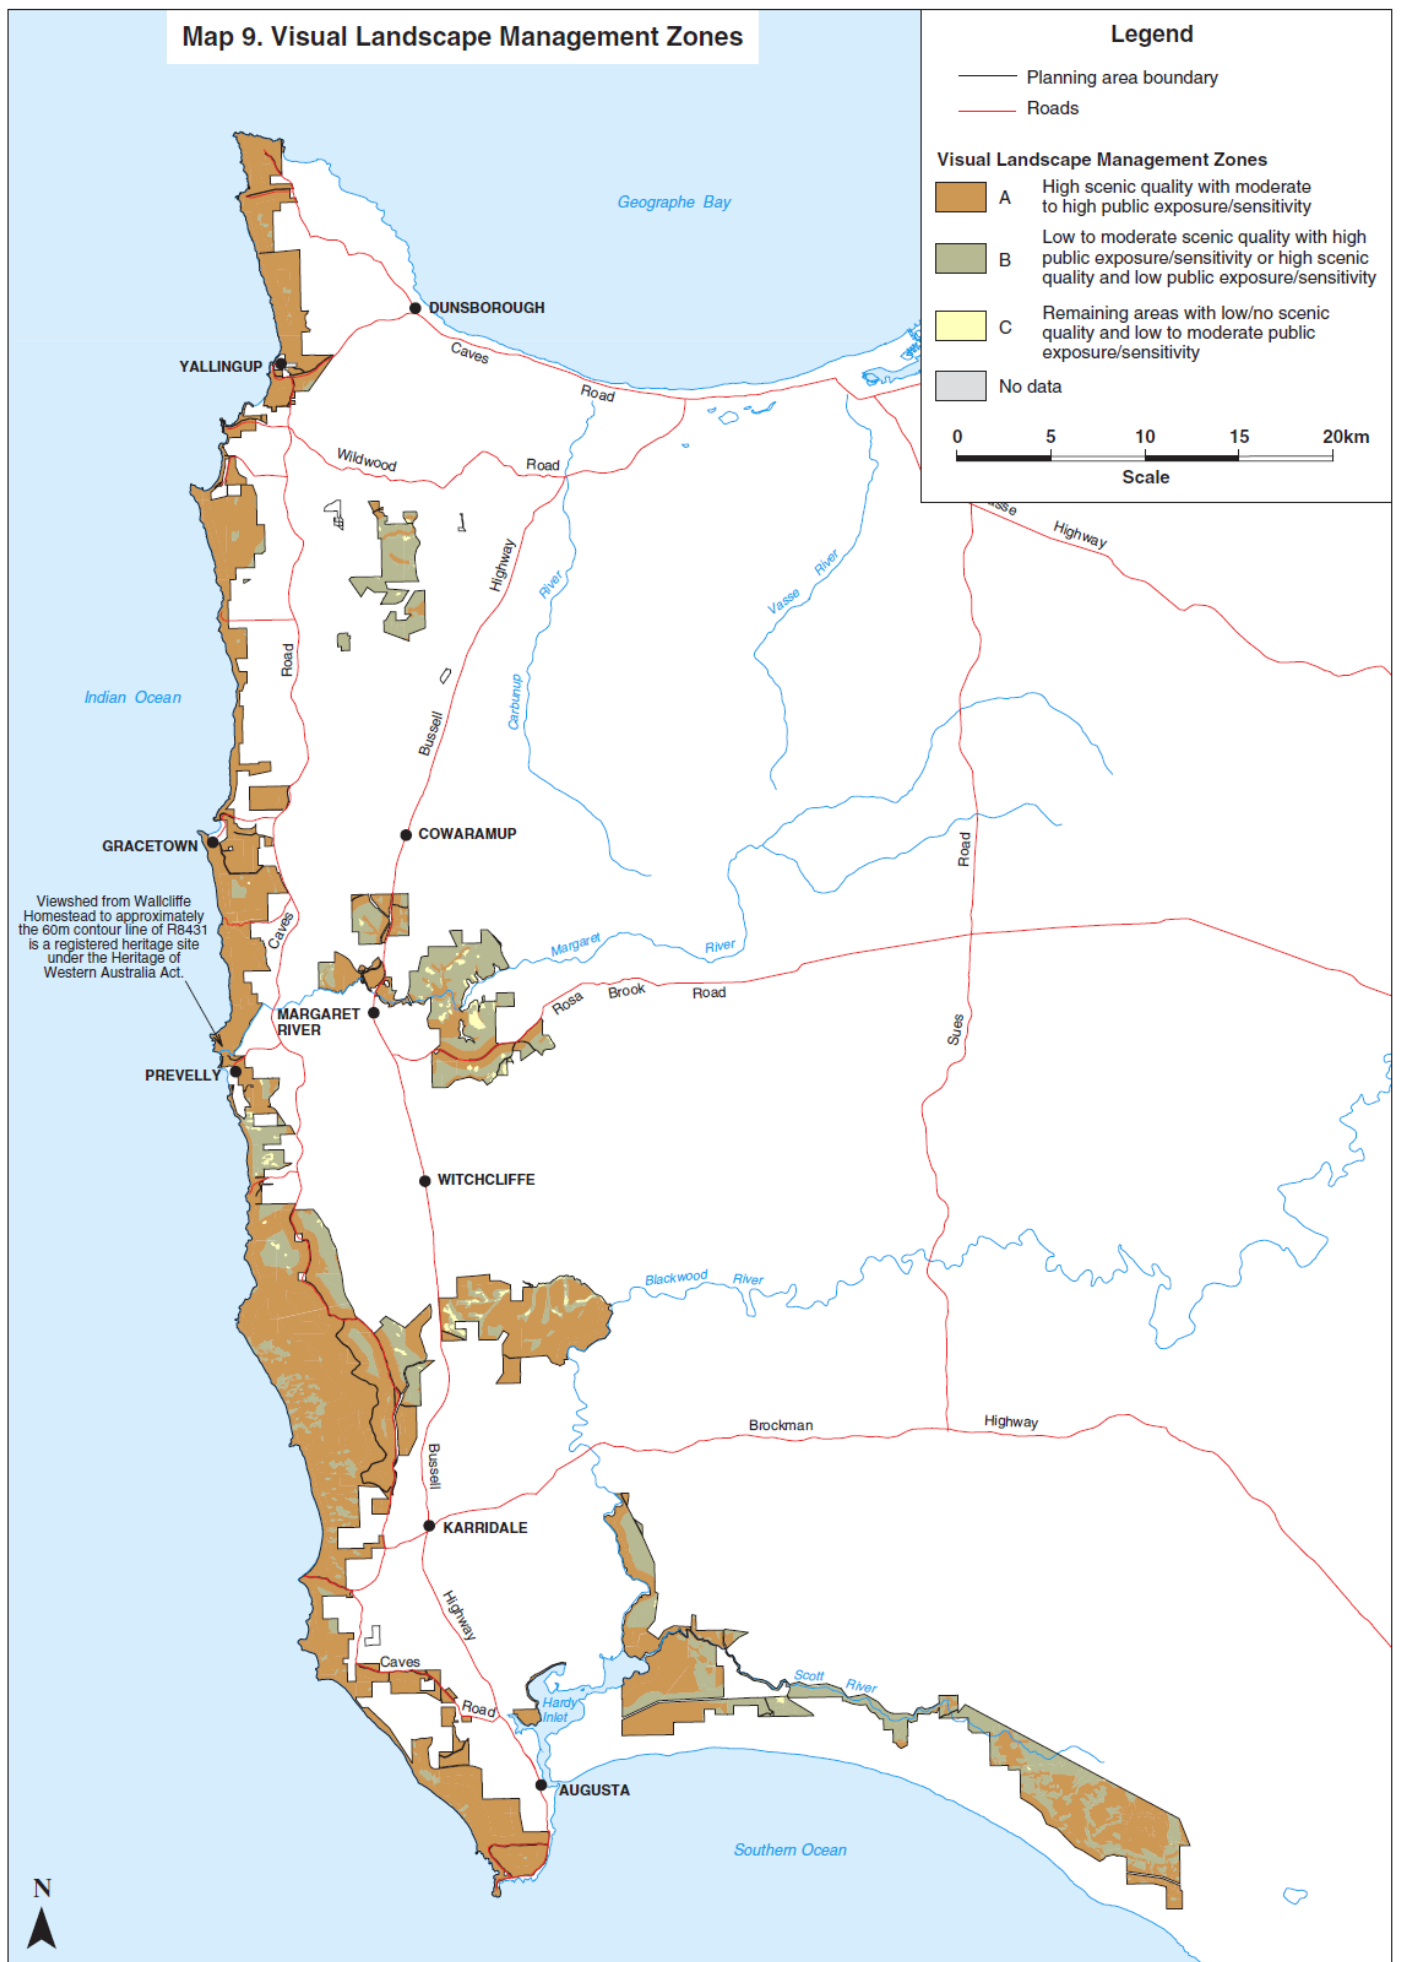 Map 9. Visual Landscape Management Zones
Legend
Planning area boundary
Roads
Visual Landscape Management Zones
A
High scenic quality with moderate
to high public exposure/sensitivity
B
Low to moderate scenic quality with high
public exposure/sensitivity or high scenic
quality and low public exposure/sensitivity
C
Remaining areas with low/no scenic
quality and low to moderate public
exposure/sensitivity
No data
0 5 10 15 20km
Scale
Geographe Bay
DUNSBOROUGH
YALLINGUP
Caves
Road
Wildwood
Road
Highway
Highway
River
River
Vasse
Road
Indian Ocean
Carbunup
Bussell
COWARAMUP
GRACETOWN
Road
Viewshed from Wallcliffe
Homestead to approximately
the 60m contour line of R8431
is a registered heritage site
under the Heritage of
Western Australia Act.
Caves
Margaret
River
Rosa
Brook
Road
MARGARET
RIVER
Sues
PREVELLY
WITCHCLIFFE
Blackwood
River
Brockman
Highway
Bussell
KARRIDALE
Highway
Caves
Road
Hardy
Inlet
Scott
River
AUGUSTA
Southern Ocean
N